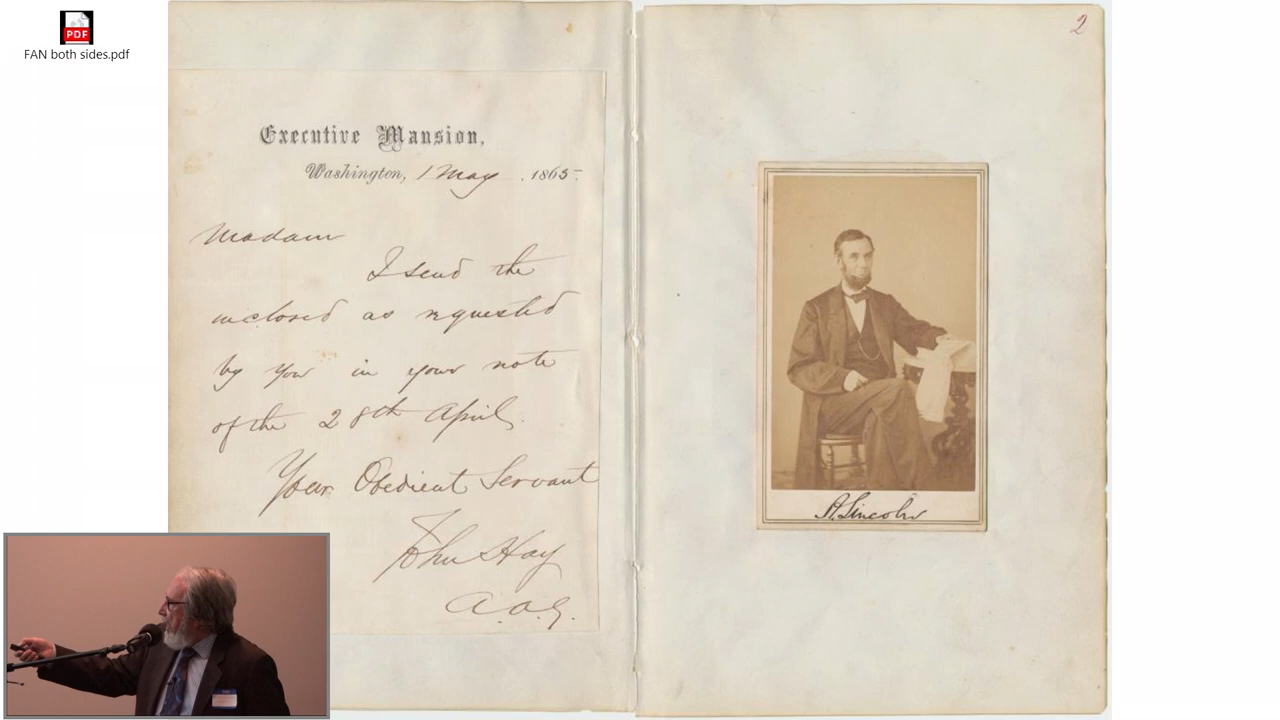 PDF
FAN both sides.pdf
2
Executive Mansion,
Washington, 1 May . 1865
Madam
I send the
inclosed as requested
by you in your note
of the 28th April.
Your Obedient Servant
John Hay
A.A.G.
A. Lincoln